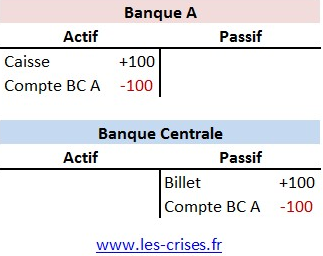 Banque A
Actif Passif
Caisse +100
Compte BC A -100
Banque Centrale
Actif Passif
Billet +100
Compte BC A -100
www.les-crises.fr